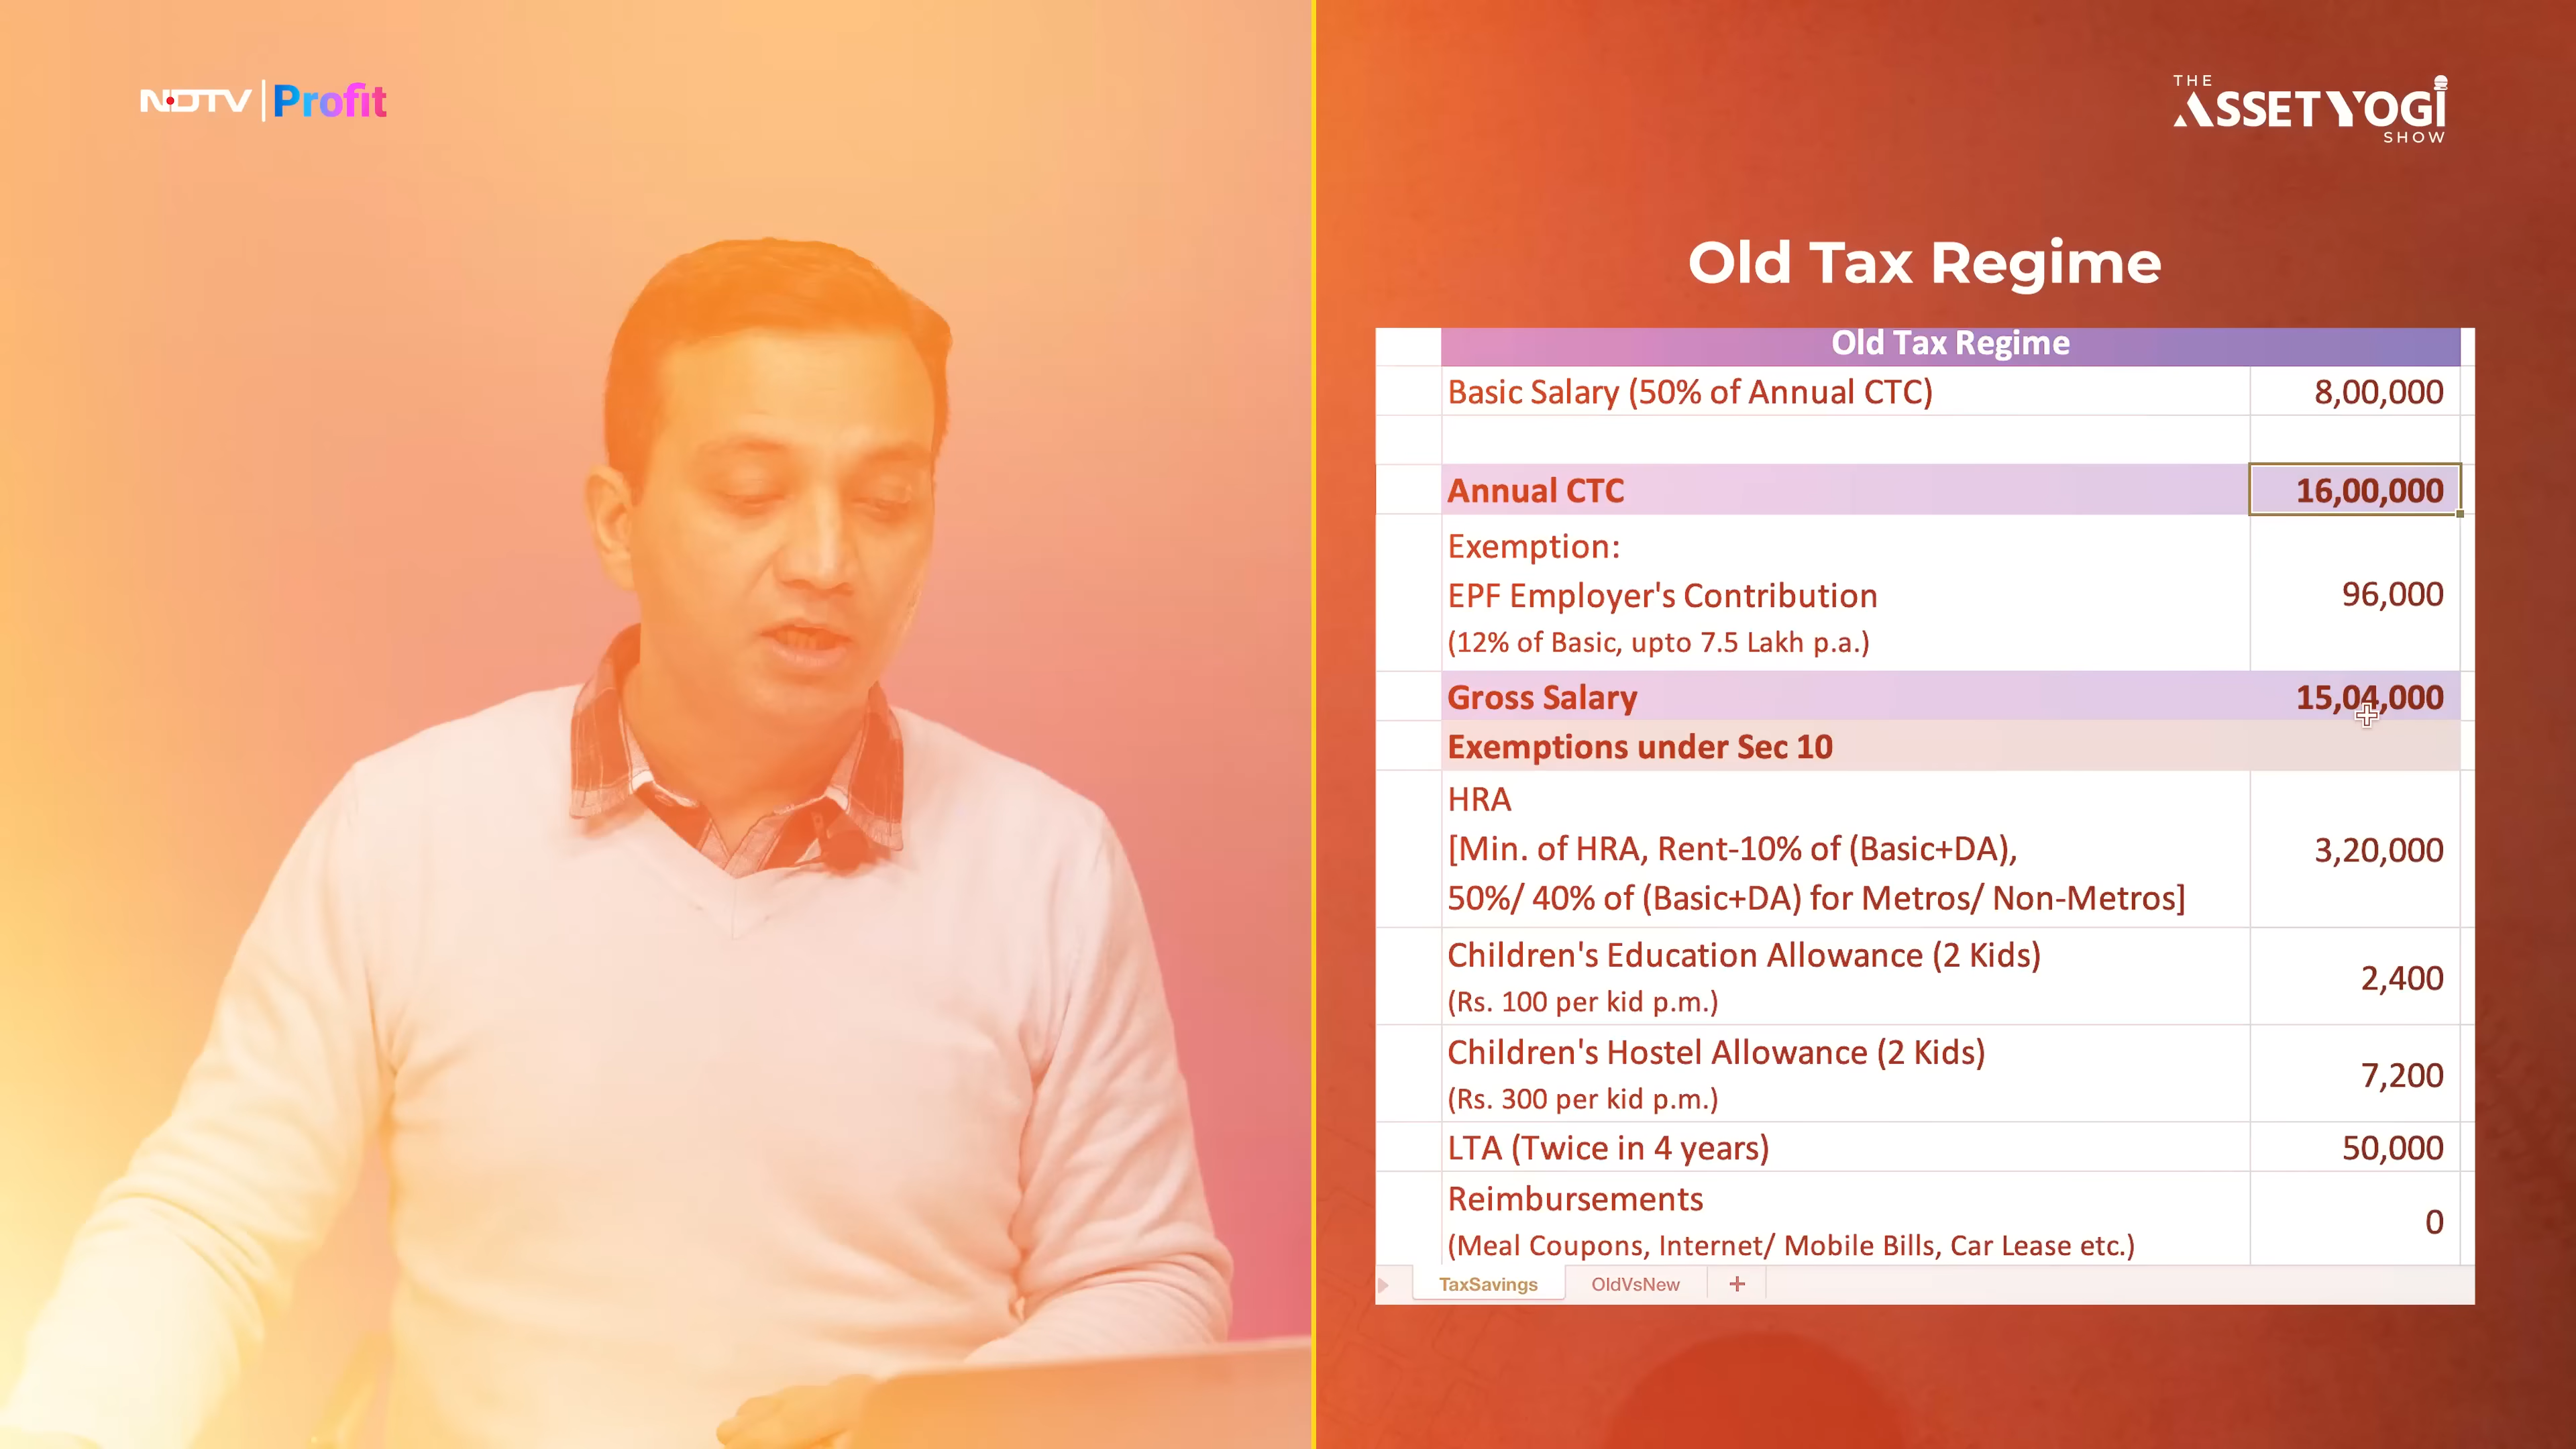 NDTV | Profit
THE
ASSETYOGI
SHOW
Old Tax Regime
Old Tax Regime
Basic Salary (50% of Annual CTC) 8,00,000
Annual CTC 16,00,000
Exemption:
EPF Employer's Contribution 96,000
(12% of Basic, upto 7.5 Lakh p.a.)
Gross Salary 15,04,000
Exemptions under Sec 10
HRA
[Min. of HRA, Rent-10% of (Basic+DA), 3,20,000
50%/ 40% of (Basic+DA) for Metros/ Non-Metros]
Children's Education Allowance (2 Kids) 2,400
(Rs. 100 per kid p.m.)
Children's Hostel Allowance (2 Kids) 7,200
(Rs. 300 per kid p.m.)
LTA (Twice in 4 years) 50,000
Reimbursements 0
(Meal Coupons, Internet/ Mobile Bills, Car Lease etc.)
TaxSavings OldVsNew +